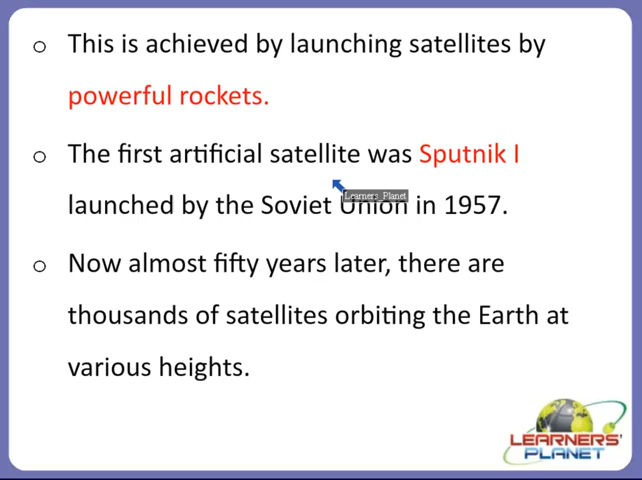 o This is achieved by launching satellites by
powerful rockets.
o The first artificial satellite was Sputnik I
Learners_Planet
launched by the Soviet Union in 1957.
o Now almost fifty years later, there are
thousands of satellites orbiting the Earth at
various heights.
LEARNERS'
PLANET